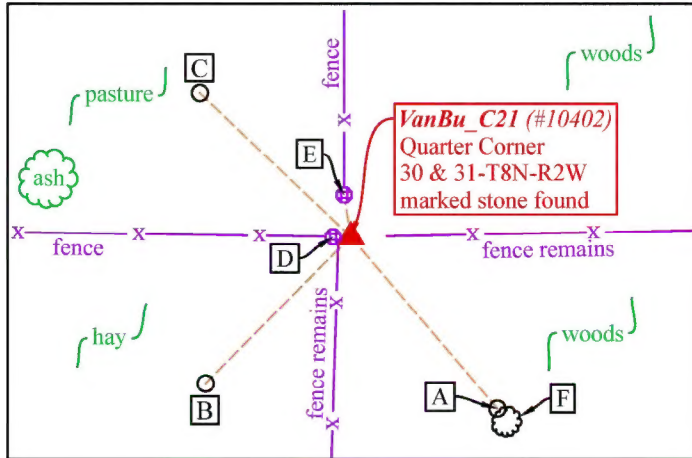 woods
C
fence
pasture
VanBu_C21 (#10402)
Quarter Corner
30 & 31-T8N-R2W
marked stone found
x
E
ash
x
x
x
x
x
fence
D
fence remains
x
hay
fence remains
woods
B
A
F
x